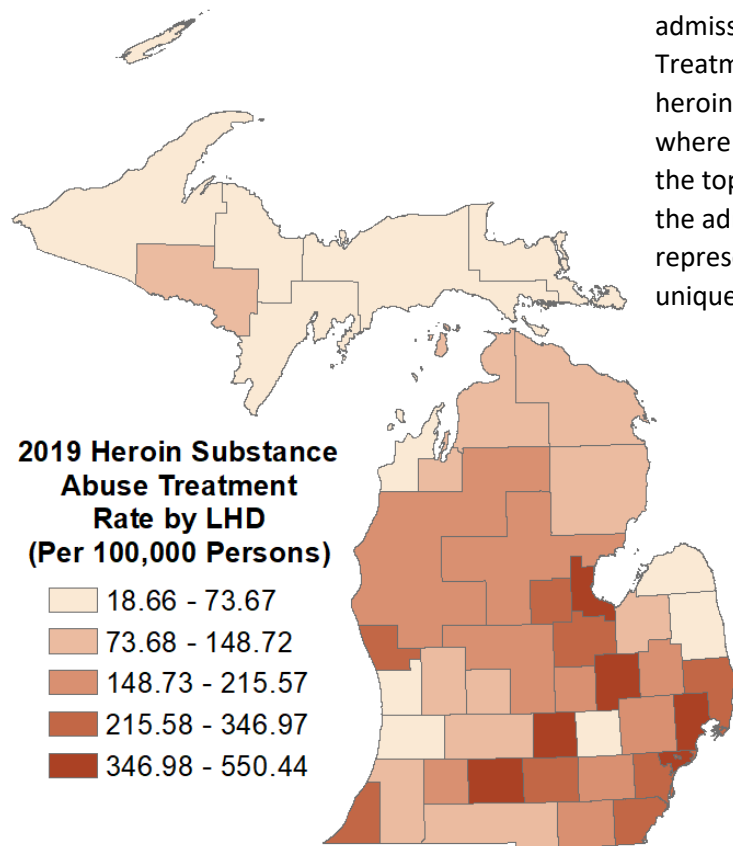 admiss
Treatm
heroin
where
the top
the ad
represe
unique
2019 Heroin Substance
Abuse Treatment
Rate by LHD
(Per 100,000 Persons)
18.66 - 73.67
73.68 - 148.72
148.73 - 215.57
215.58 - 346.97
346.98 - 550.44